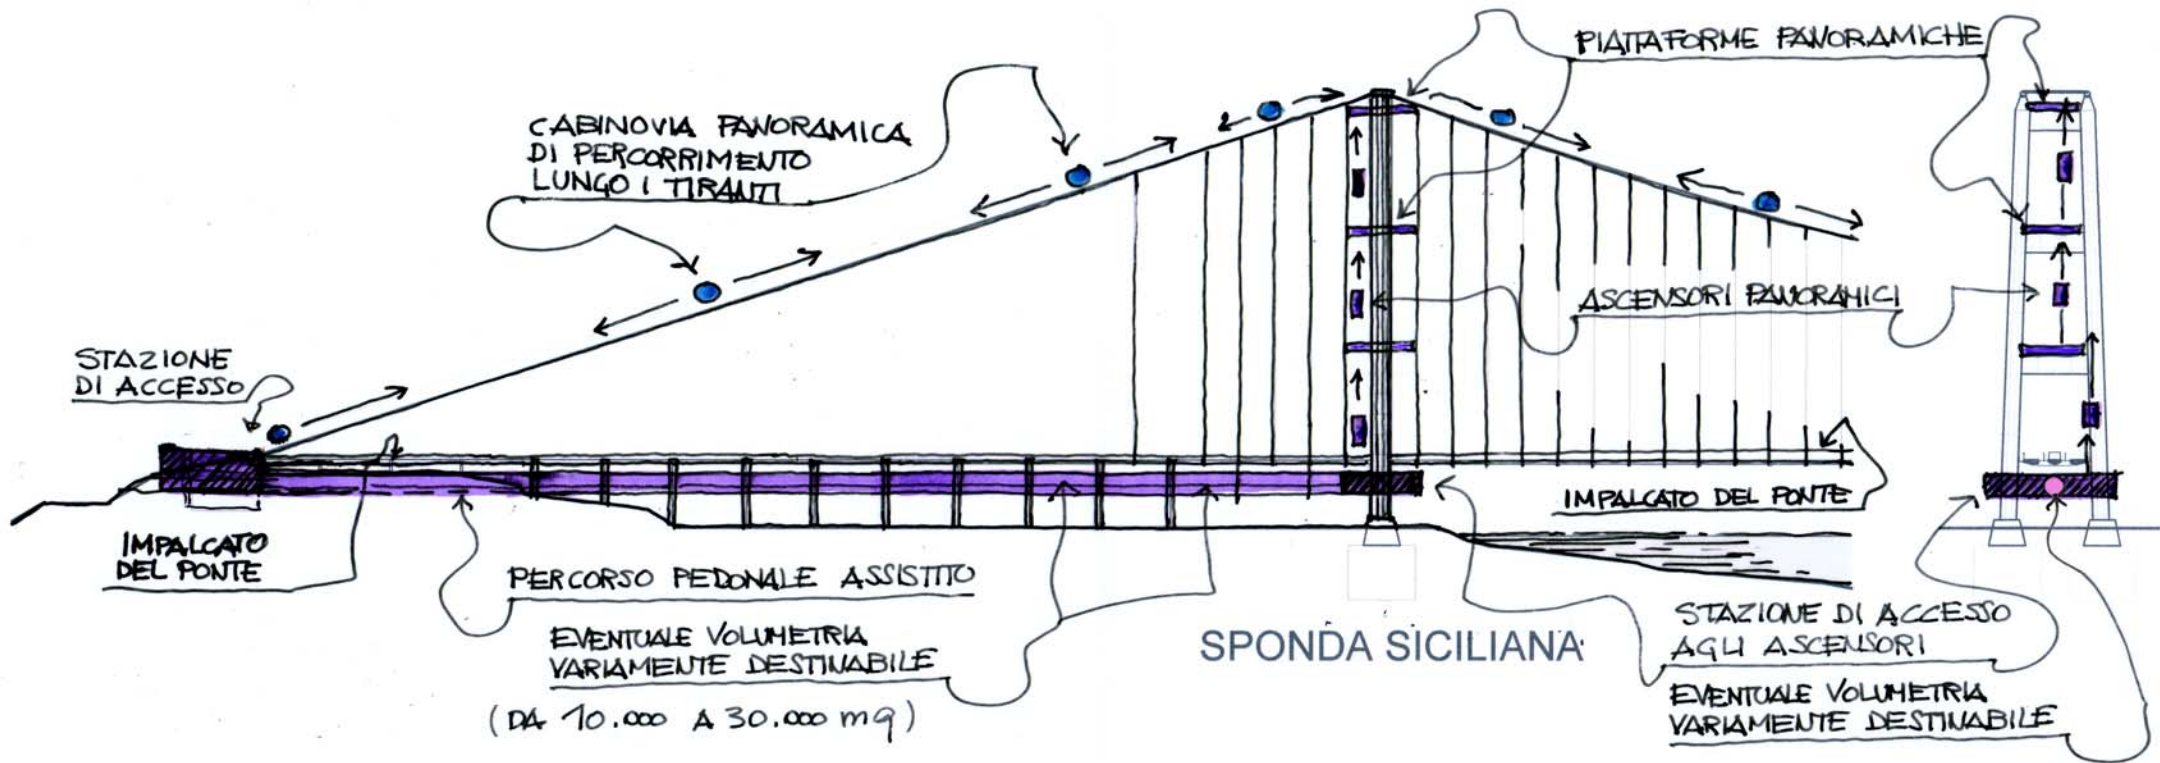 PIATTAFORME PANORAMICHE
CABINOVIA PANORAMICA
DI PERCORRIMENTO
LUNGO I TIRANTI
ASCENSORI PANORAMICI
STAZIONE
DI ACCESSO
IMPALCATO DEL PONTE
IMPALCATO
DEL PONTE
PERCORSO PEDONALE ASSISTITO
EVENTUALE VOLUMETRIA
VARIAMENTE DESTINABILE
(DA 10.000 A 30.000 mq)
SPONDA SICILIANA
STAZIONE DI ACCESSO
AGLI ASCENSORI
EVENTUALE VOLUMETRIA
VARIAMENTE DESTINABILE